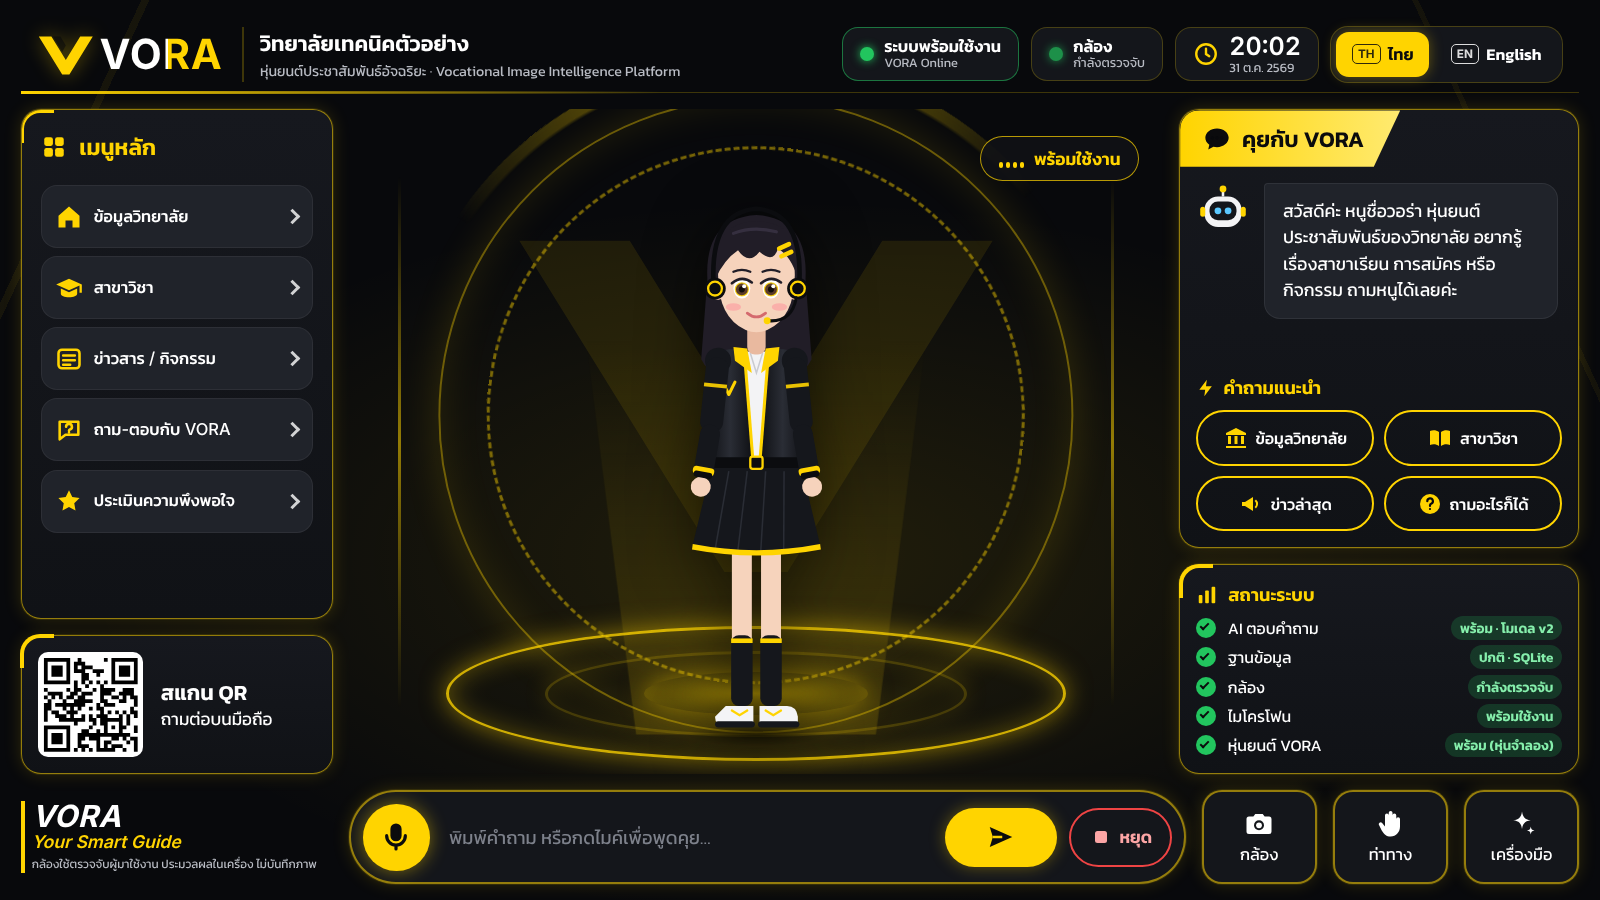 VORA
วิทยาลัยเทคนิคตัวอย่าง
หุ่นยนต์ประชาสัมพันธ์อัจฉริยะ · Vocational Image Intelligence Platform
ระบบพร้อมใช้งาน
VORA Online
กล้อง
กำลังตรวจจับ
20:02
31 ต.ค. 2569
TH ไทย
EN English
เมนูหลัก
ข้อมูลวิทยาลัย
สาขาวิชา
ข่าวสาร / กิจกรรม
ถาม-ตอบกับ VORA
ประเมินความพึงพอใจ
สแกน QR
ถามต่อบนมือถือ
พร้อมใช้งาน
คุยกับ VORA
สวัสดีค่ะ หนูชื่อวอร่า หุ่นยนต์
ประชาสัมพันธ์ของวิทยาลัย อยากรู้
เรื่องสาขาเรียน การสมัคร หรือ
กิจกรรม ถามหนูได้เลยค่ะ
คำถามแนะนำ
ข้อมูลวิทยาลัย
สาขาวิชา
ข่าวล่าสุด
ถามอะไรก็ได้
สถานะระบบ
AI ตอบคำถาม พร้อม · โมเดล v2
ฐานข้อมูล ปกติ · SQLite
กล้อง กำลังตรวจจับ
ไมโครโฟน พร้อมใช้งาน
หุ่นยนต์ VORA พร้อม (หุ่นจำลอง)
VORA
Your Smart Guide
กล้องใช้ตรวจจับผู้มาใช้งาน ประมวลผลในเครื่อง ไม่บันทึกภาพ
พิมพ์คำถาม หรือกดไมค์เพื่อพูดคุย...
หยุด
กล้อง
ท่าทาง
เครื่องมือ